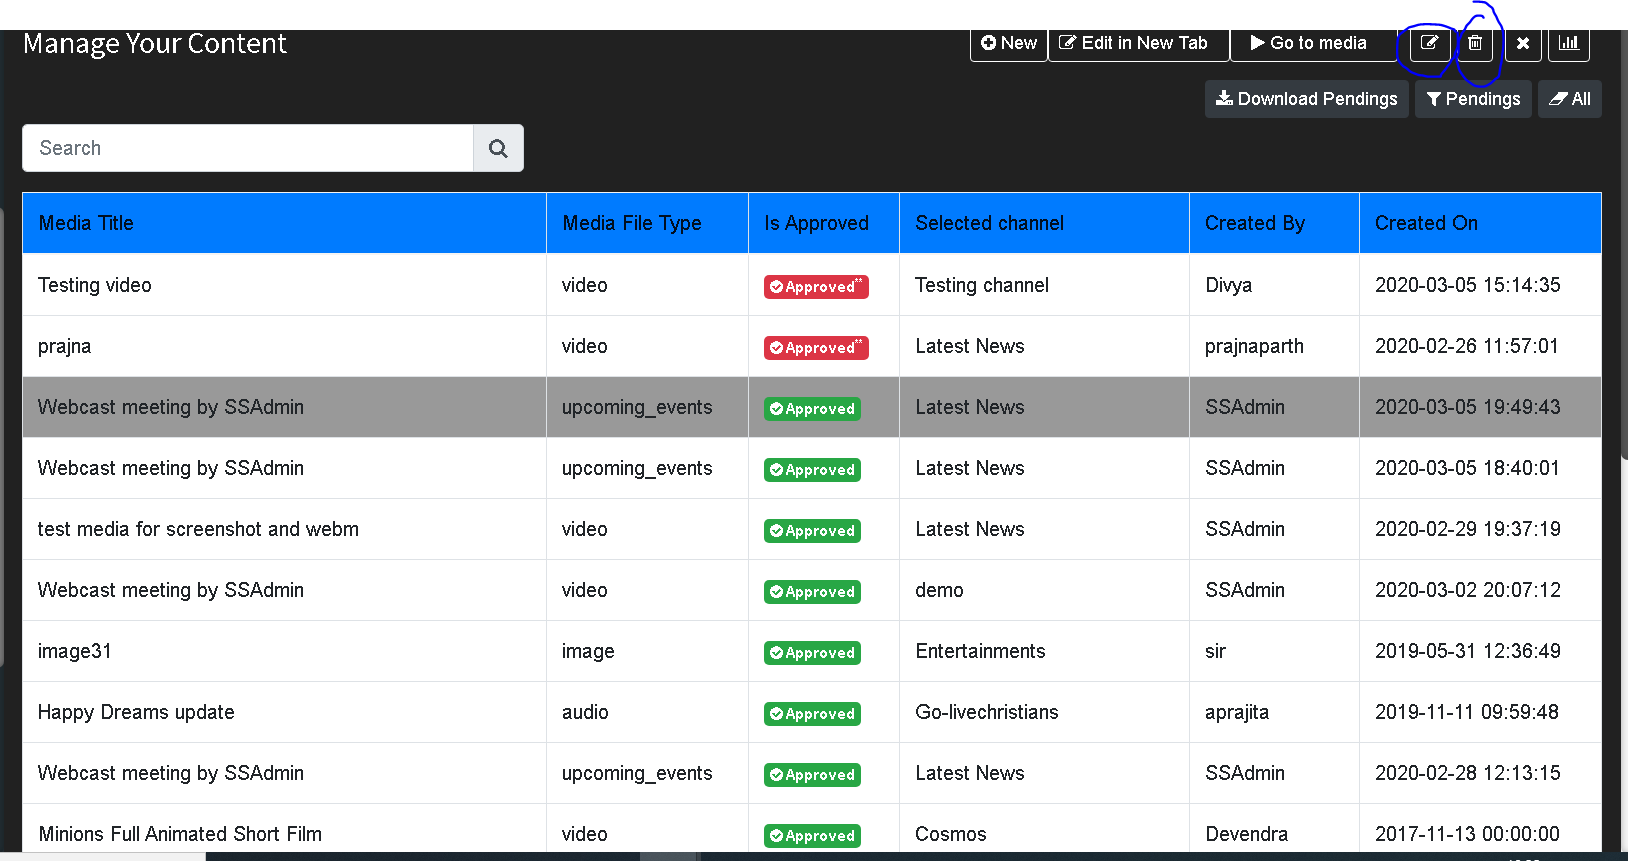 Manage Your Content
New Edit in New Tab Go to media
Download Pendings Pendings All
Search
Media Title Media File Type Is Approved Selected channel Created By Created On
Testing video video Approved** Testing channel Divya 2020-03-05 15:14:35
prajna video Approved** Latest News prajnaparth 2020-02-26 11:57:01
Webcast meeting by SSAdmin upcoming_events Approved Latest News SSAdmin 2020-03-05 19:49:43
Webcast meeting by SSAdmin upcoming_events Approved Latest News SSAdmin 2020-03-05 18:40:01
test media for screenshot and webm video Approved Latest News SSAdmin 2020-02-29 19:37:19
Webcast meeting by SSAdmin video Approved demo SSAdmin 2020-03-02 20:07:12
image31 image Approved Entertainments sir 2019-05-31 12:36:49
Happy Dreams update audio Approved Go-livechristians aprajita 2019-11-11 09:59:48
Webcast meeting by SSAdmin upcoming_events Approved Latest News SSAdmin 2020-02-28 12:13:15
Minions Full Animated Short Film video Approved Cosmos Devendra 2017-11-13 00:00:00